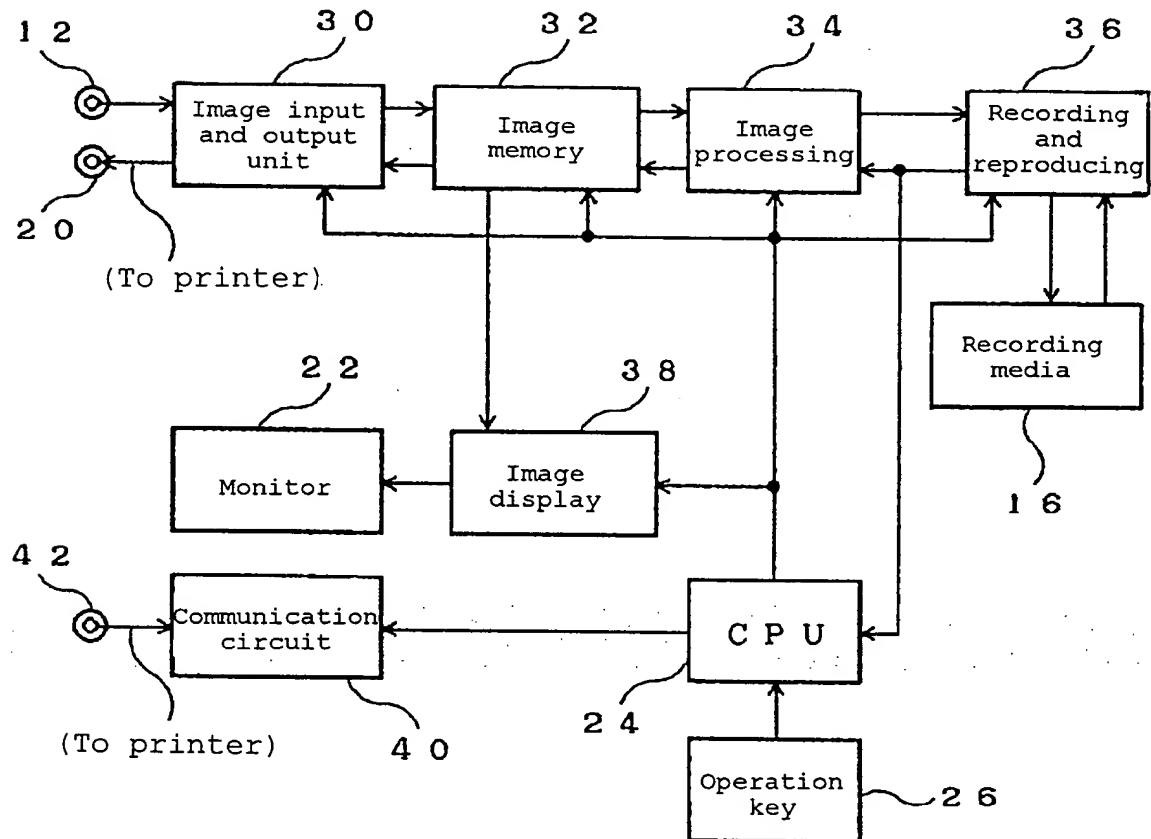 12
30
32
34
36
Image input
and output
unit
Image
memory
Image
processing
Recording
and
reproducing
20
(To printer)
22
38
Recording
media
16
Monitor
Image
display
42
Communication
circuit
CPU
24
(To printer)
40
Operation
key
26